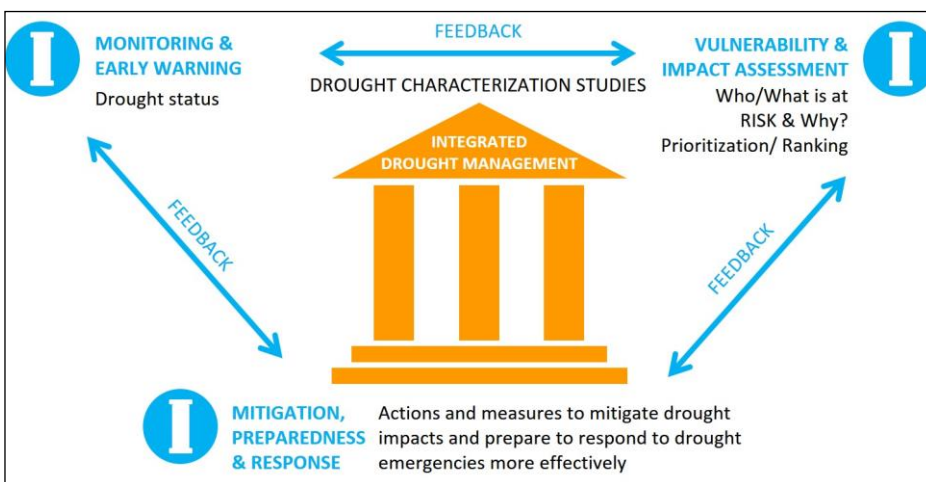 FEEDBACK
MONITORING &
EARLY WARNING
Drought status
DROUGHT CHARACTERIZATION STUDIES
VULNERABILITY &
IMPACT ASSESSMENT
Who/What is at
RISK & Why?
Prioritization/ Ranking
INTEGRATED
DROUGHT MANAGEMENT
FEEDBACK
FEEDBACK
MITIGATION,
PREPAREDNESS
& RESPONSE
Actions and measures to mitigate drought
impacts and prepare to respond to drought
emergencies more effectively